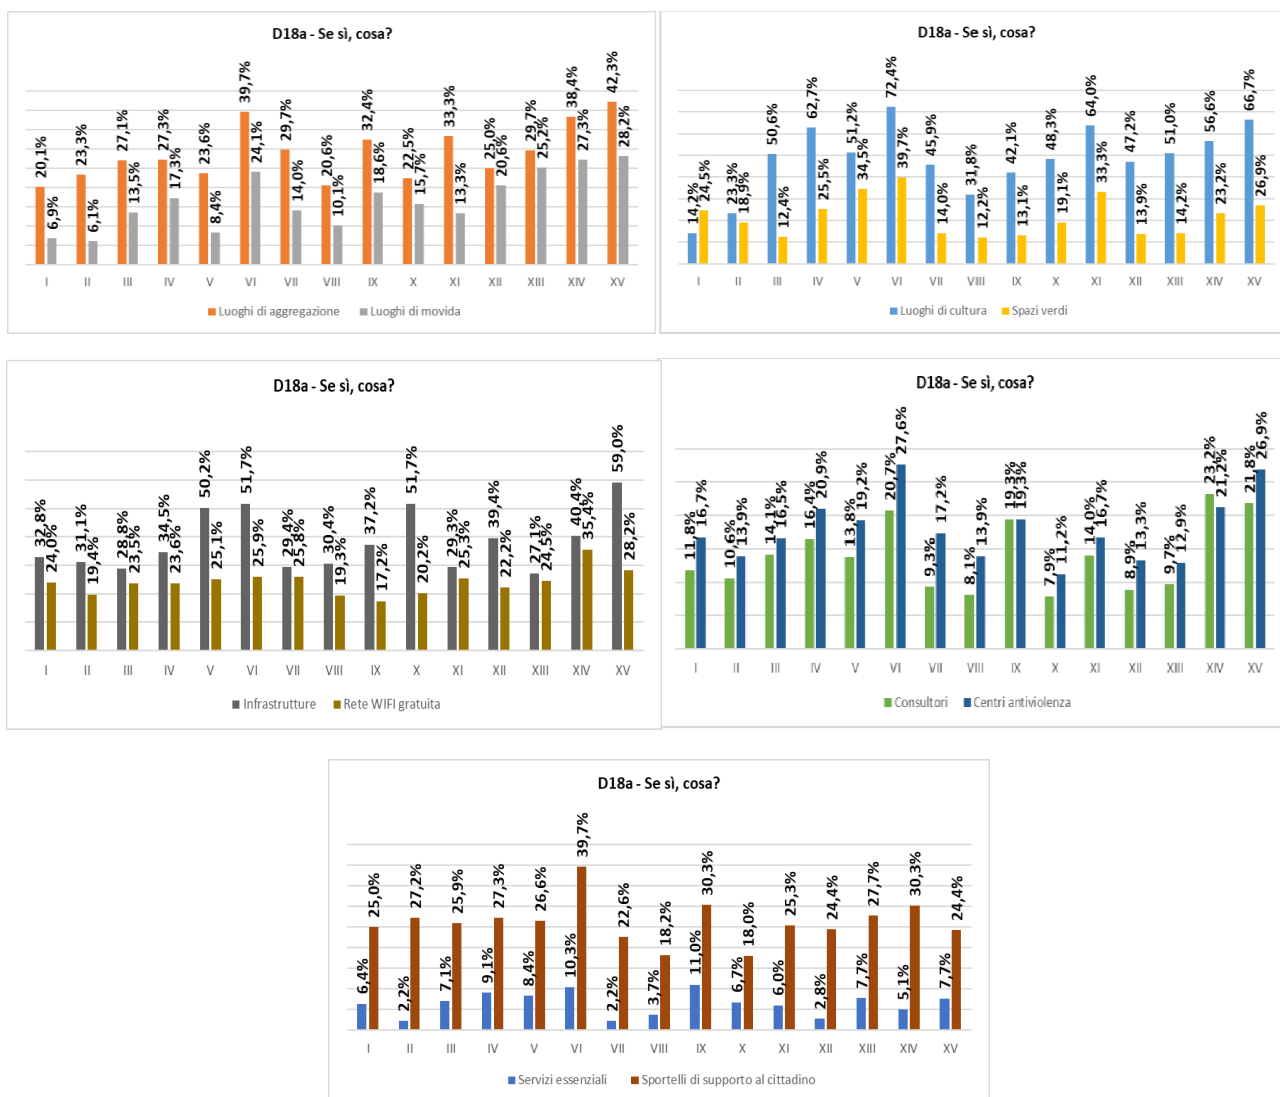 D18a - Se sì, cosa?
20,1% 6,9% 23,3% 6,1% 27,1% 13,5% 27,3% 17,3% 23,6% 8,4% 39,7% 24,1% 29,7% 14,0% 20,6% 10,1% 32,4% 18,6% 22,5% 15,7% 33,3% 13,3% 25,0% 20,6% 29,7% 25,2% 38,4% 27,3% 42,3% 28,2%
I II III IV V VI VII VIII IX X XI XII XIII XIV XV
Luoghi di aggregazione Luoghi di movida
D18a - Se sì, cosa?
14,2% 24,5% 23,3% 18,9% 50,6% 12,4% 62,7% 25,5% 51,2% 34,5% 72,4% 39,7% 45,9% 14,0% 31,8% 12,2% 42,1% 13,1% 48,3% 19,1% 64,0% 33,3% 47,2% 13,9% 51,0% 14,2% 56,6% 23,2% 66,7% 26,9%
I II III IV V VI VII VIII IX X XI XII XIII XIV XV
Luoghi di cultura Spazi verdi
D18a - Se sì, cosa?
32,8% 24,0% 31,1% 19,4% 28,8% 23,5% 34,5% 23,6% 50,2% 25,1% 51,7% 25,9% 29,4% 25,8% 30,4% 19,3% 37,2% 17,2% 51,7% 20,2% 29,3% 25,3% 39,4% 22,2% 27,1% 24,5% 40,4% 35,4% 59,0% 28,2%
I II III IV V VI VII VIII IX X XI XII XIII XIV XV
Infrastrutture Rete WIFI gratuita
D18a - Se sì, cosa?
11,8% 16,7% 10,6% 13,9% 14,1% 16,5% 16,4% 20,9% 13,8% 19,2% 20,7% 27,6% 9,3% 17,2% 8,1% 13,9% 19,3% 19,3% 7,9% 11,2% 14,0% 16,7% 8,9% 13,3% 9,7% 12,9% 23,2% 21,2% 21,8% 26,9%
I II III IV V VI VII VIII IX X XI XII XIII XIV XV
Consultori Centri antiviolenza
D18a - Se sì, cosa?
6,4% 25,0% 2,2% 27,2% 7,1% 25,9% 9,1% 27,3% 8,4% 26,6% 10,3% 39,7% 2,2% 22,6% 3,7% 18,2% 11,0% 30,3% 6,7% 18,0% 6,0% 25,3% 2,8% 24,4% 7,7% 27,7% 5,1% 30,3% 7,7% 24,4%
I II III IV V VI VII VIII IX X XI XII XIII XIV XV
Servizi essenziali Sportelli di supporto al cittadino